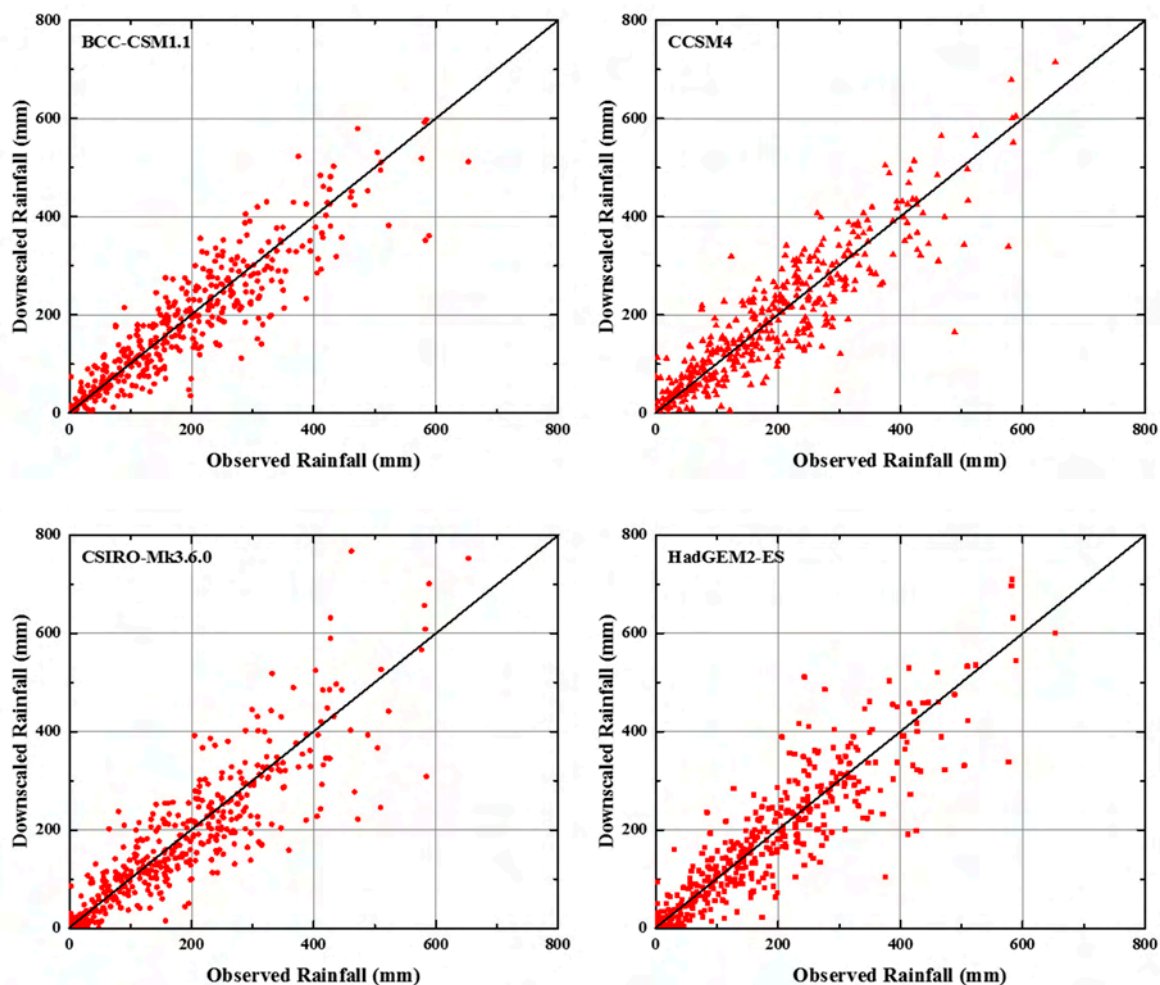 BCC-CSM1.1
800
600
400
200
0
Downscaled Rainfall (mm)
0 200 400 600 800
Observed Rainfall (mm)
CCSM4
800
600
400
200
0
Downscaled Rainfall (mm)
0 200 400 600 800
Observed Rainfall (mm)
CSIRO-Mk3.6.0
800
600
400
200
0
Downscaled Rainfall (mm)
0 200 400 600 800
Observed Rainfall (mm)
HadGEM2-ES
800
600
400
200
0
Downscaled Rainfall (mm)
0 200 400 600 800
Observed Rainfall (mm)